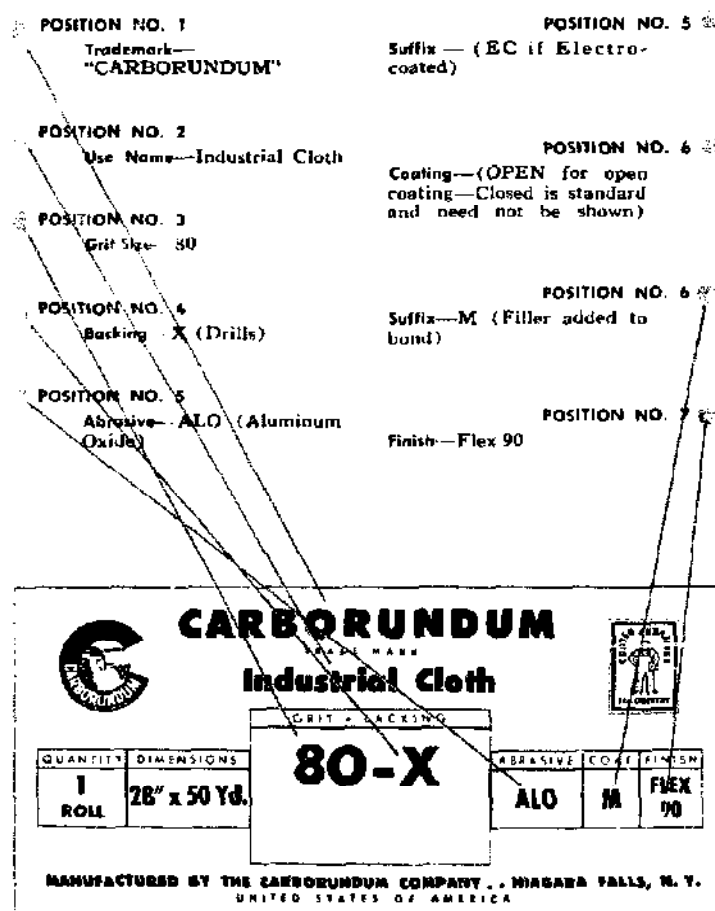 POSITION NO. 1
Trademark—
"CARBORUNDUM"
POSITION NO. 2
Use Name—Industrial Cloth
POSITION NO. 3
Grit Size— 80
POSITION NO. 4
Backing—X (Drills)
POSITION NO. 5
Abrasive—ALO (Aluminum
Oxide)
POSITION NO. 5
Suffix — (EC if Electro-
coated)
POSITION NO. 6
Coating—(OPEN for open
coating—Closed is standard
and need not be shown)
POSITION NO. 6
Suffix—M (Filler added to
bond)
POSITION NO. 7
Finish—Flex 90
CARBORUNDUM
TRADE MARK
Industrial Cloth
CARBORUNDUM
GRIT - BACKING
80-X
QUANTITY
1
ROLL
DIMENSIONS
28" x 50 Yd.
ABRASIVE
ALO
COAT
M
FINISH
FLEX
90
MANUFACTURED BY THE CARBORUNDUM COMPANY . . NIAGARA FALLS, N. Y.
UNITED STATES OF AMERICA